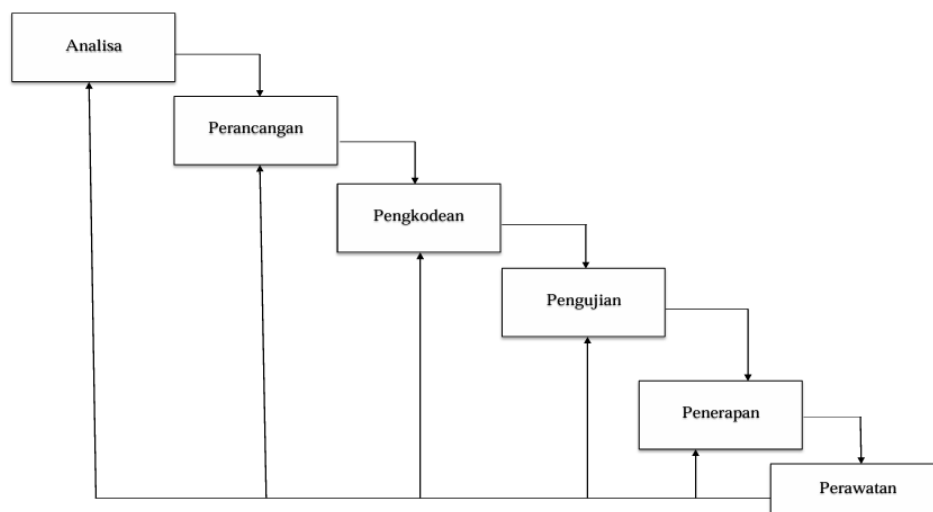 Analisa
Perancangan
Pengkodean
Pengujian
Penerapan
Perawatan